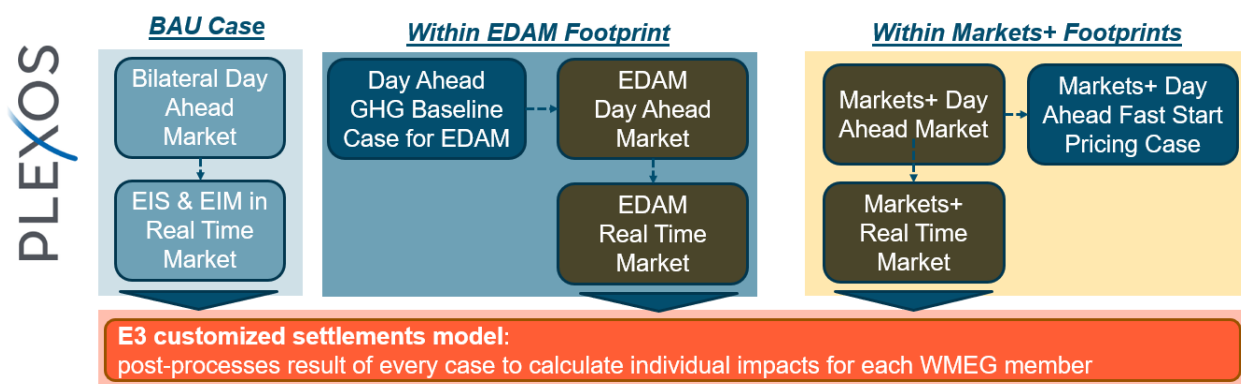 PLEXOS
BAU Case
Bilateral Day
Ahead
Market
EIS & EIM in
Real Time
Market
Within EDAM Footprint
Day Ahead
GHG Baseline
Case for EDAM
EDAM
Day Ahead
Market
EDAM
Real Time
Market
Within Markets+ Footprints
Markets+ Day
Ahead Market
Markets+ Day
Ahead Fast Start
Pricing Case
Markets+
Real Time
Market
E3 customized settlements model:
post-processes result of every case to calculate individual impacts for each WMEG member